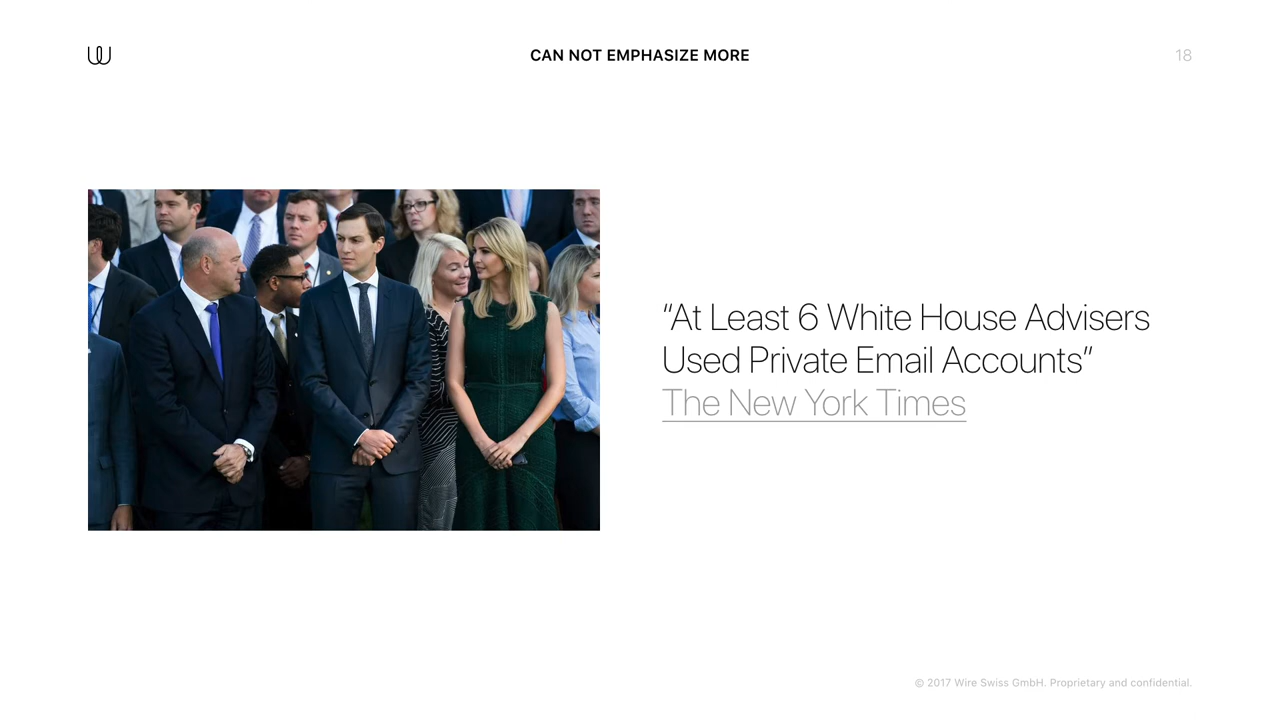 CAN NOT EMPHASIZE MORE
18
“At Least 6 White House Advisers
Used Private Email Accounts”
The New York Times
© 2017 Wire Swiss GmbH. Proprietary and confidential.